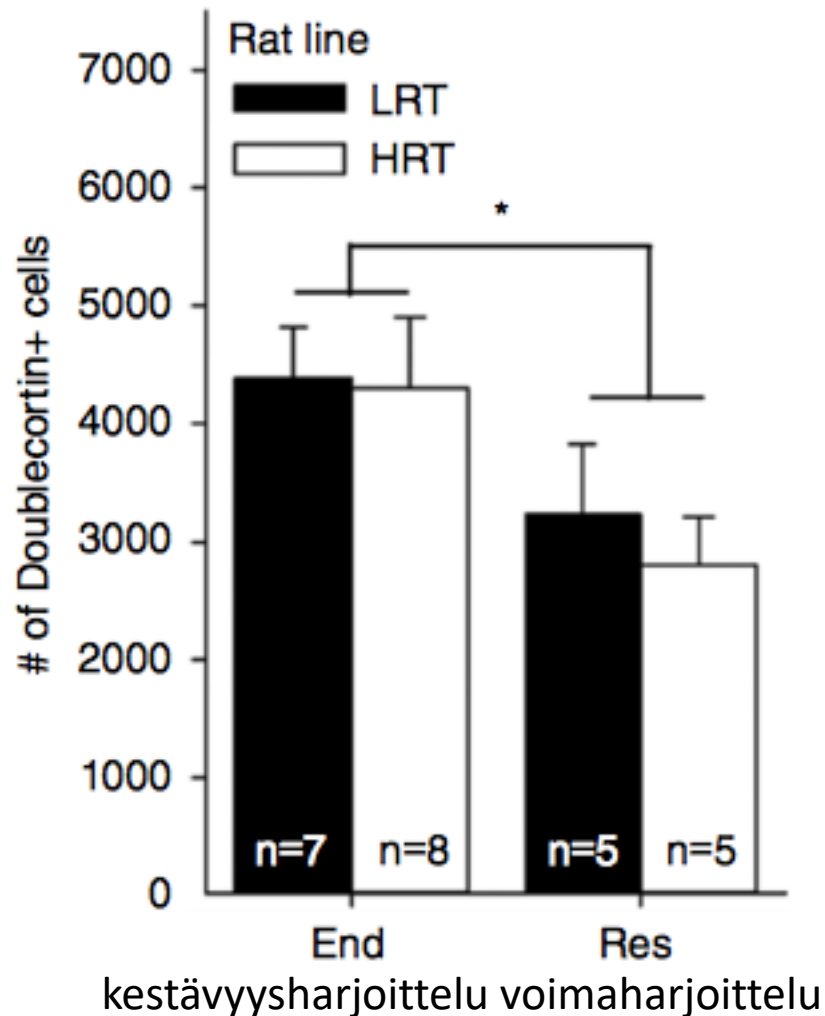 Rat line
LRT
HRT
*
# of Doublecortin+ cells
7000
6000
5000
4000
3000
2000
1000
0
n=7 n=8 n=5 n=5
End Res
kestävyysharjoittelu voimaharjoittelu